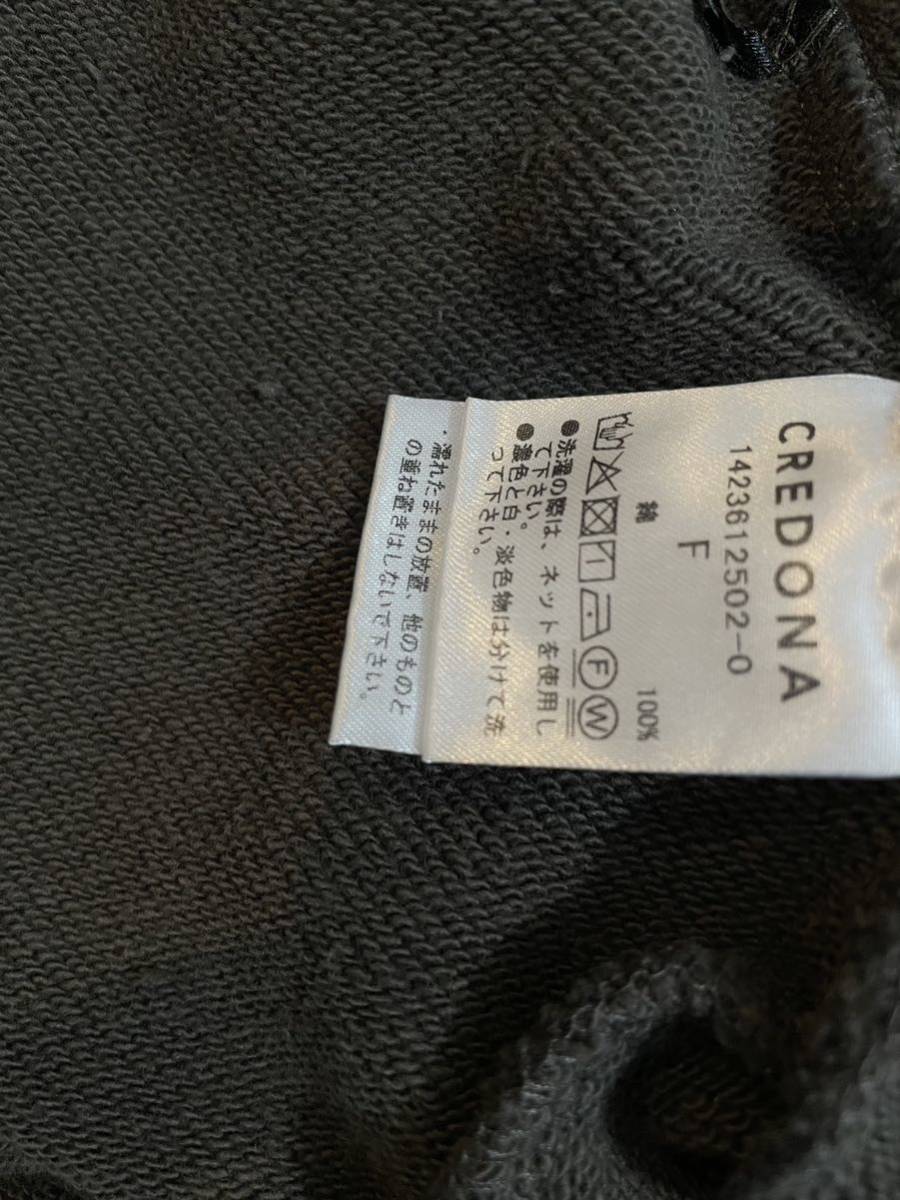 CREDONA
1423612502-0
F
綿 100%
F W
●洗濯の際は、ネットを使用し
て下さい。
●濃色と白・淡色物は分けて洗
って下さい。
・濡れたままの放置、他のものと
の重ね置きはしないで下さい。